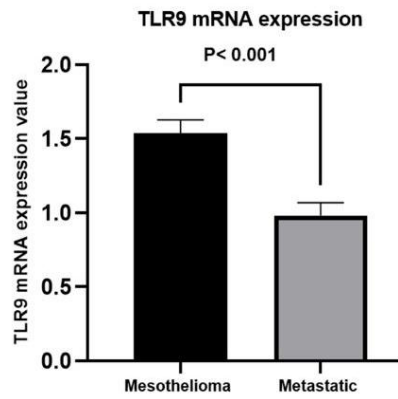 TLR9 mRNA expression
P< 0.001
TLR9 mRNA expression value
2.0
1.5
1.0
0.5
0.0
Mesothelioma
Metastatic